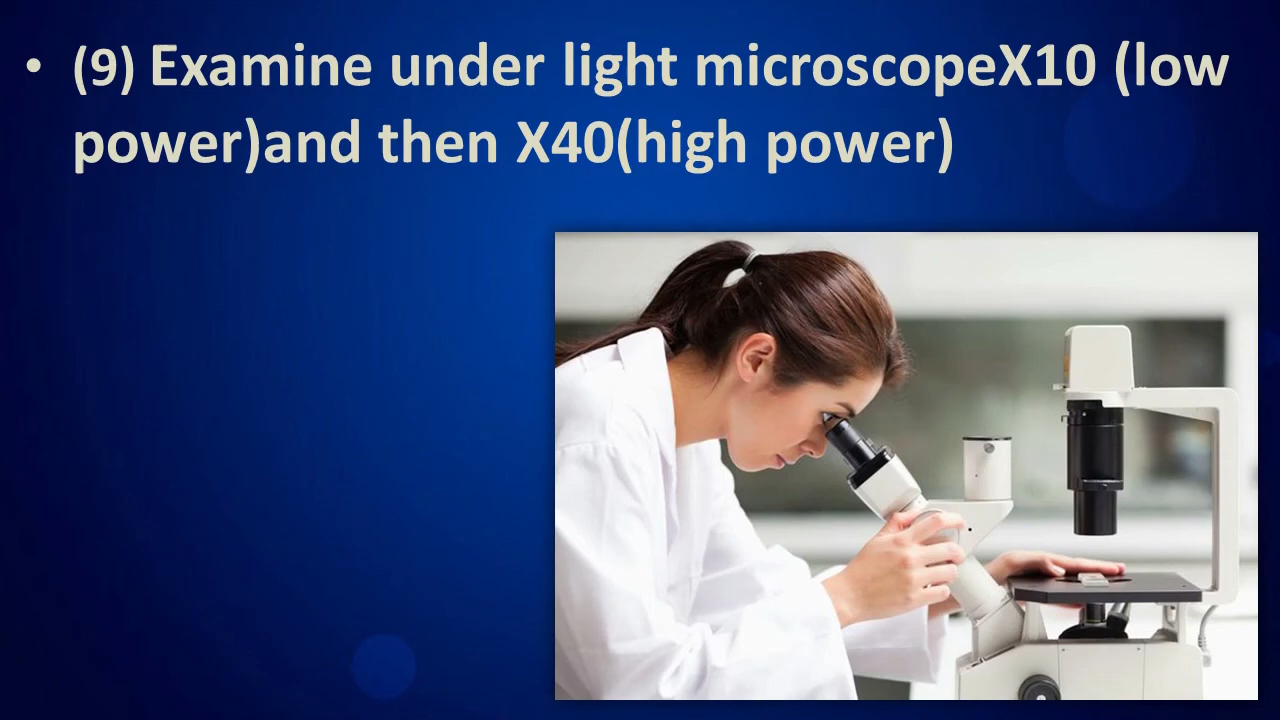 • (9) Examine under light microscopeX10 (low
power)and then X40(high power)